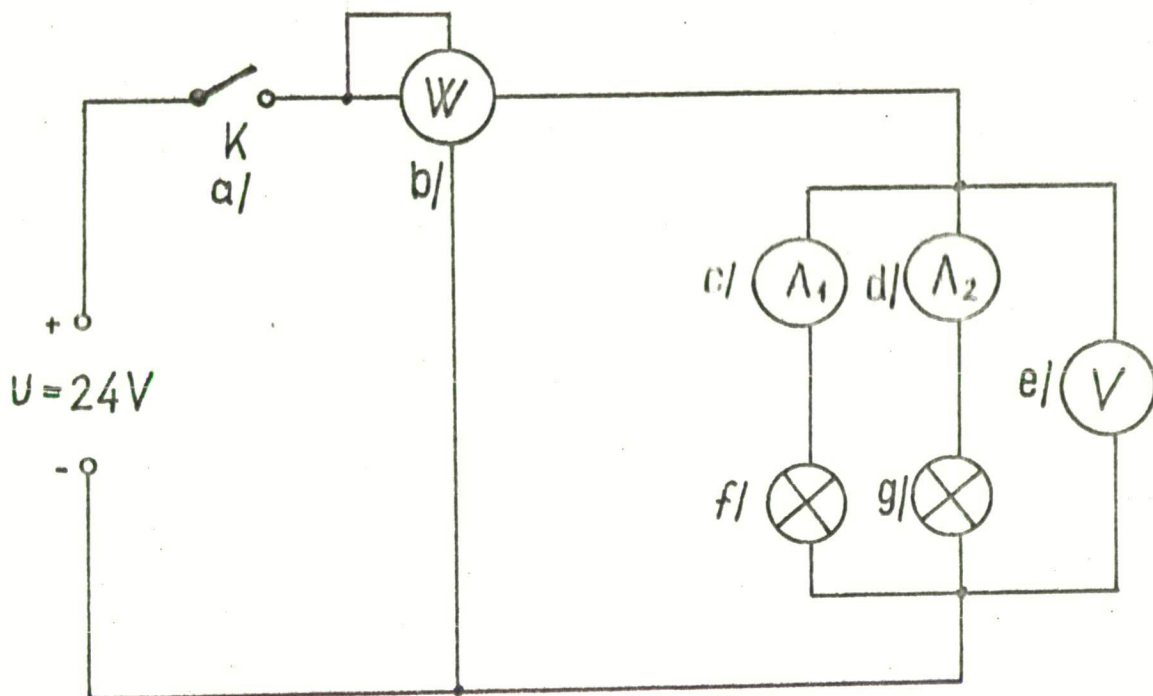 K
a/
W
b/
+
U=24V
-
c/ A₁
d/ A₂
e/ V
f/
g/